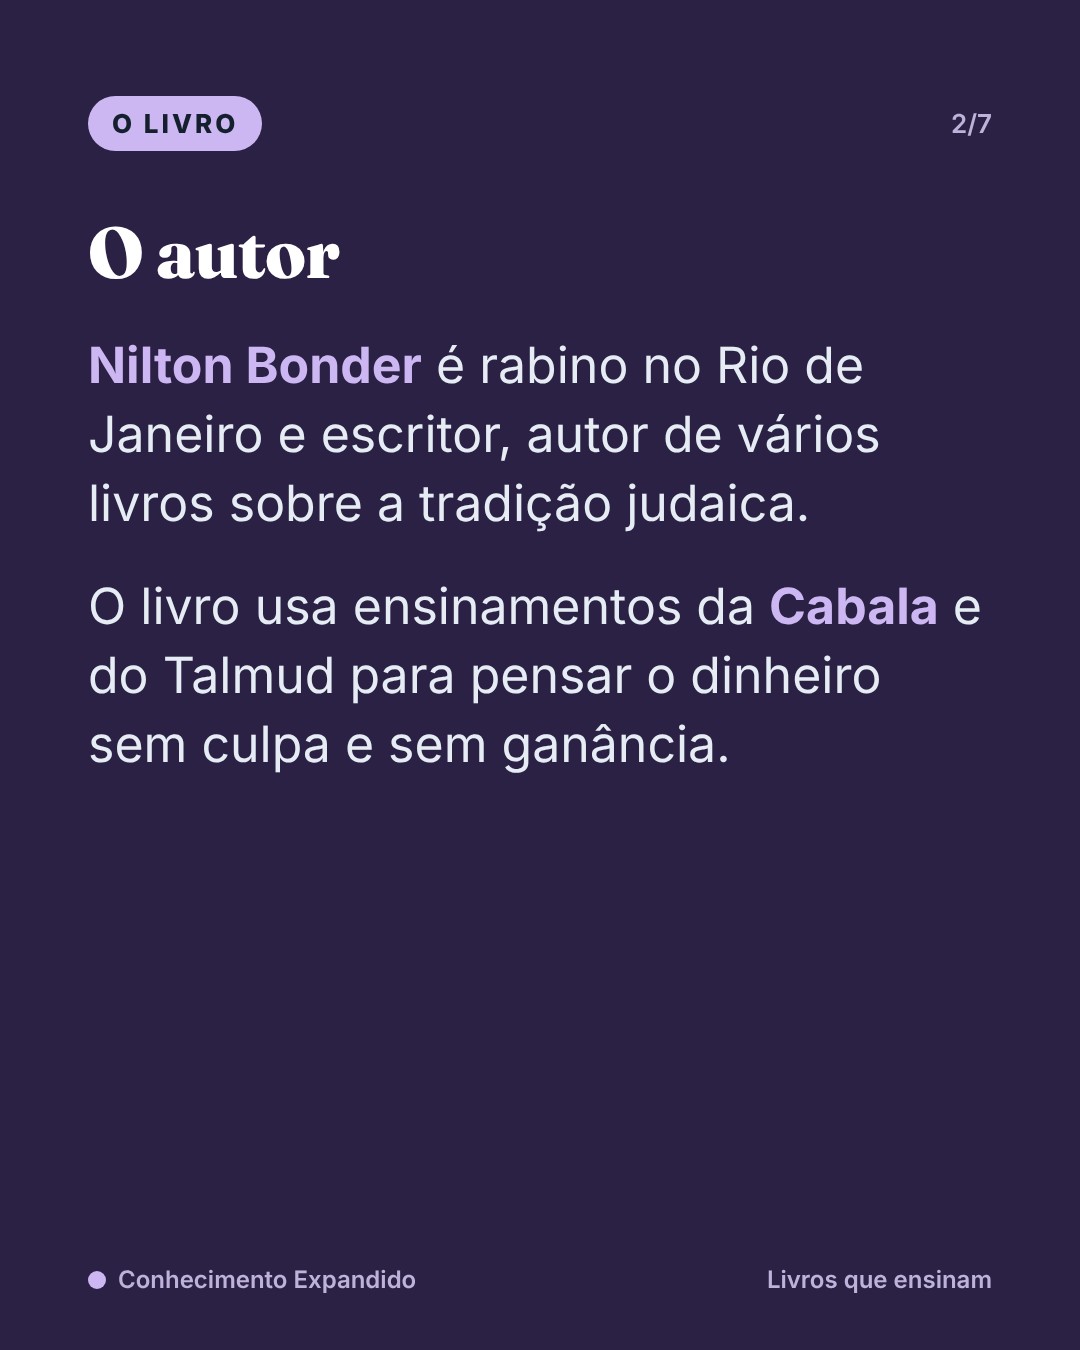 O LIVRO
2/7
O autor
Nilton Bonder é rabino no Rio de
Janeiro e escritor, autor de vários
livros sobre a tradição judaica.
O livro usa ensinamentos da Cabala e
do Talmud para pensar o dinheiro
sem culpa e sem ganância.
Conhecimento Expandido
Livros que ensinam